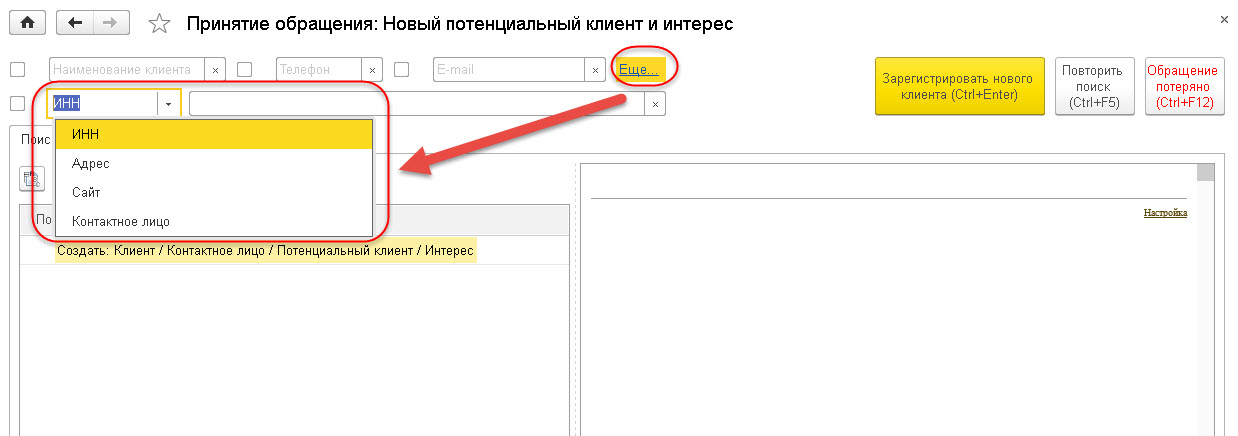 Принятие обращения: Новый потенциальный клиент и интерес
Наименование клиента
Телефон
E-mail
Еще...
Зарегистрировать нового
клиента (Ctrl+Enter)
Повторить
поиск
(Ctrl+F5)
Обращение
потеряно
(Ctrl+F12)
ИНН
ИНН
Адрес
Сайт
Контактное лицо
Поис
По
Настройка
Создать: Клиент / Контактное лицо / Потенциальный клиент / Интерес